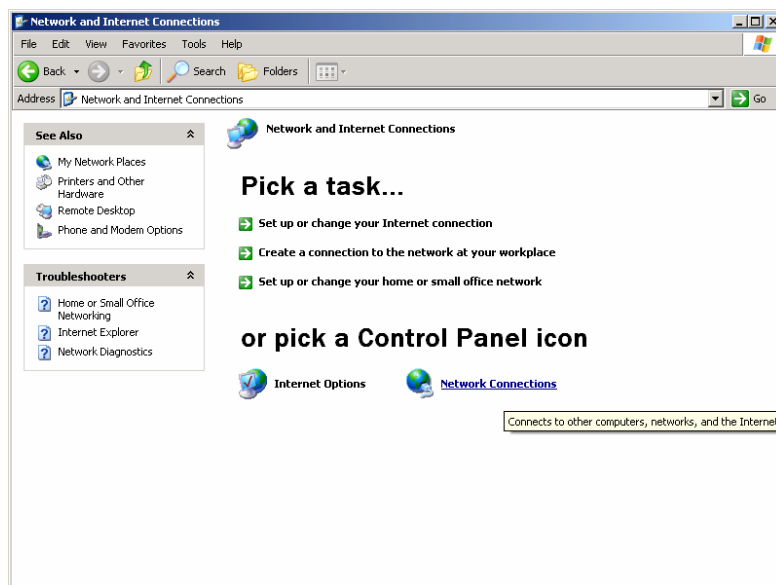 Network and Internet Connections
File Edit View Favorites Tools Help
Back Search Folders
Address Network and Internet Connections Go
See Also
My Network Places
Printers and Other
Hardware
Remote Desktop
Phone and Modem Options
Troubleshooters
Home or Small Office
Networking
Internet Explorer
Network Diagnostics
Network and Internet Connections
Pick a task...
Set up or change your Internet connection
Create a connection to the network at your workplace
Set up or change your home or small office network
or pick a Control Panel icon
Internet Options Network Connections
Connects to other computers, networks, and the Internet